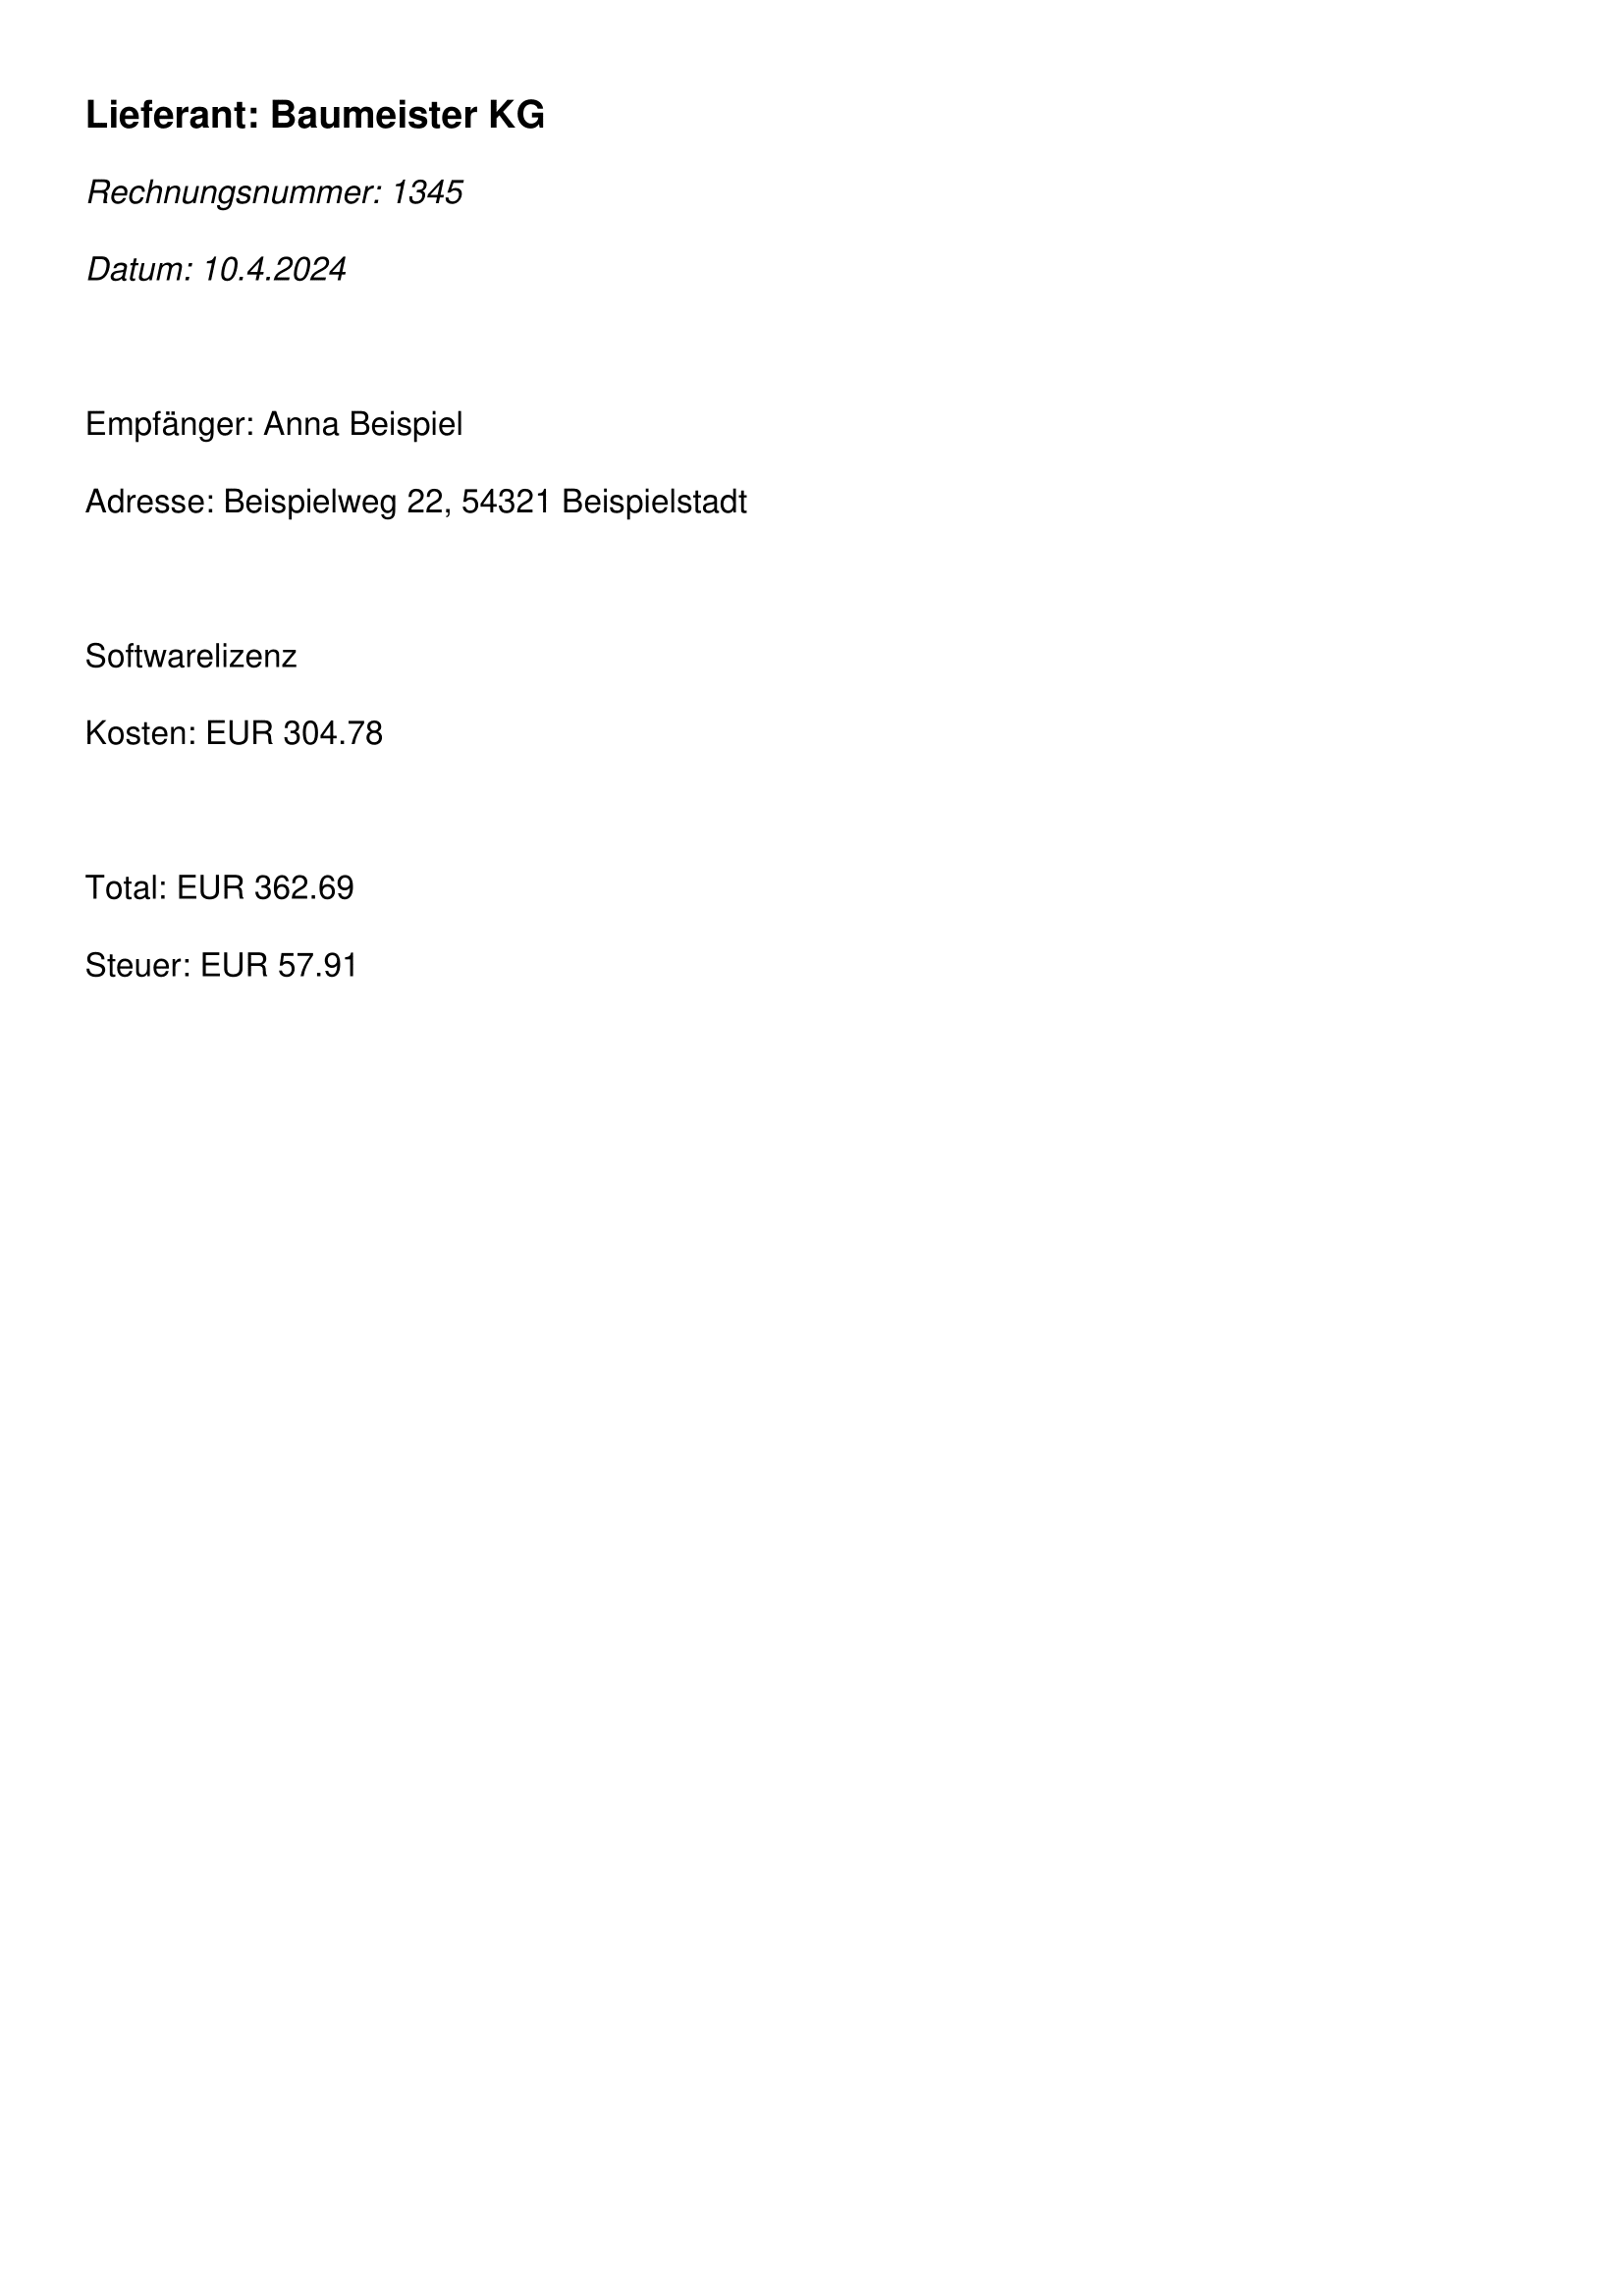 Lieferant: Baumeister KG
Rechnungsnummer: 1345
Datum: 10.4.2024
Empfänger: Anna Beispiel
Adresse: Beispielweg 22, 54321 Beispielstadt
Softwarelizenz
Kosten: EUR 304.78
Total: EUR 362.69
Steuer: EUR 57.91